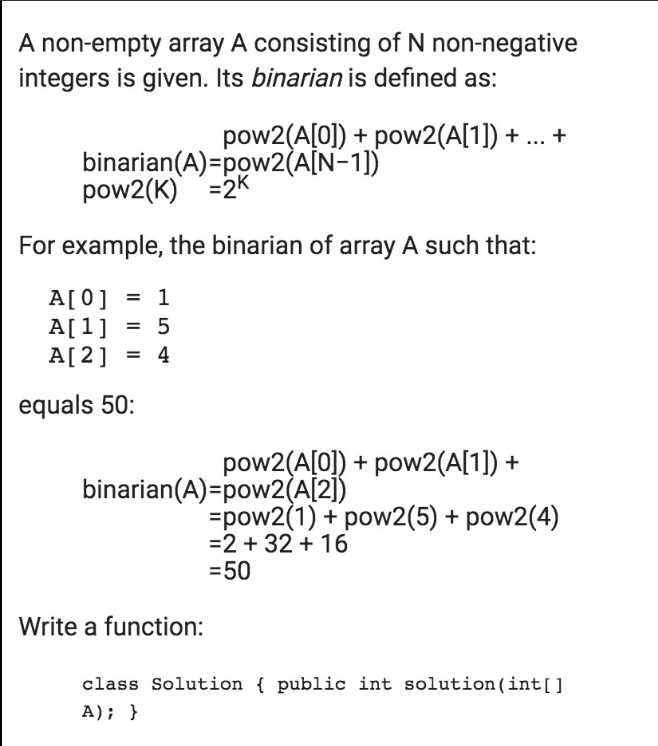 A non-empty array A consisting of N non-negative
integers is given. Its binarian is defined as:
pow2(A[0]) + pow2(A[1]) + ... +
binarian(A)=pow2(A[N-1])
pow2(K) =2ᴷ
For example, the binarian of array A such that:
A[0] = 1
A[1] = 5
A[2] = 4
equals 50:
pow2(A[0]) + pow2(A[1]) +
binarian(A)=pow2(A[2])
=pow2(1) + pow2(5) + pow2(4)
=2 + 32 + 16
=50
Write a function:
class Solution { public int solution(int[]
A); }